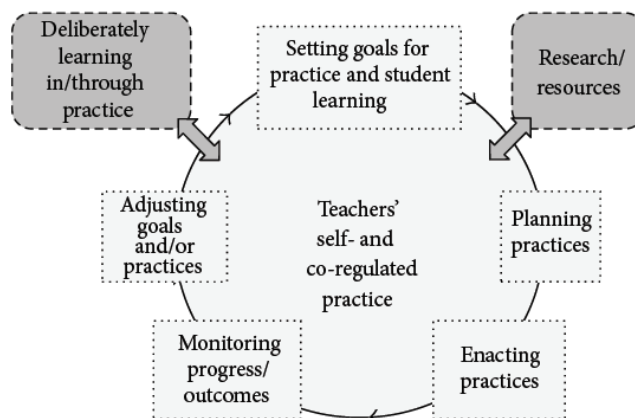 Deliberately
learning
in/through
practice
Setting goals for
practice and student
learning
Research/
resources
Adjusting
goals
and/or
practices
Teachers’
self- and
co-regulated
practice
Planning
practices
Monitoring
progress/
outcomes
Enacting
practices